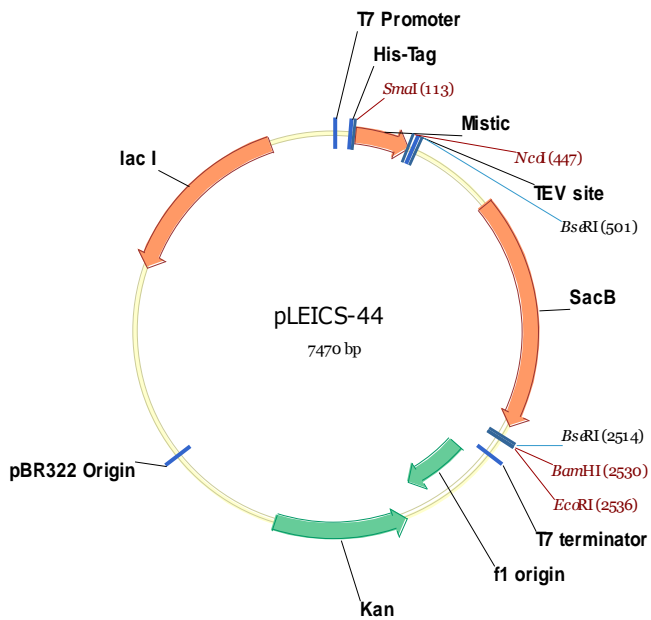 T7 Promoter
His-Tag
SmaI (113)
Mistic
NcoI (447)
TEV site
BseRI (501)
lac I
SacB
pLEICS-44
7470 bp
BseRI (2514)
BamHI (2530)
EcoRI (2536)
T7 terminator
pBR322 Origin
f1 origin
Kan